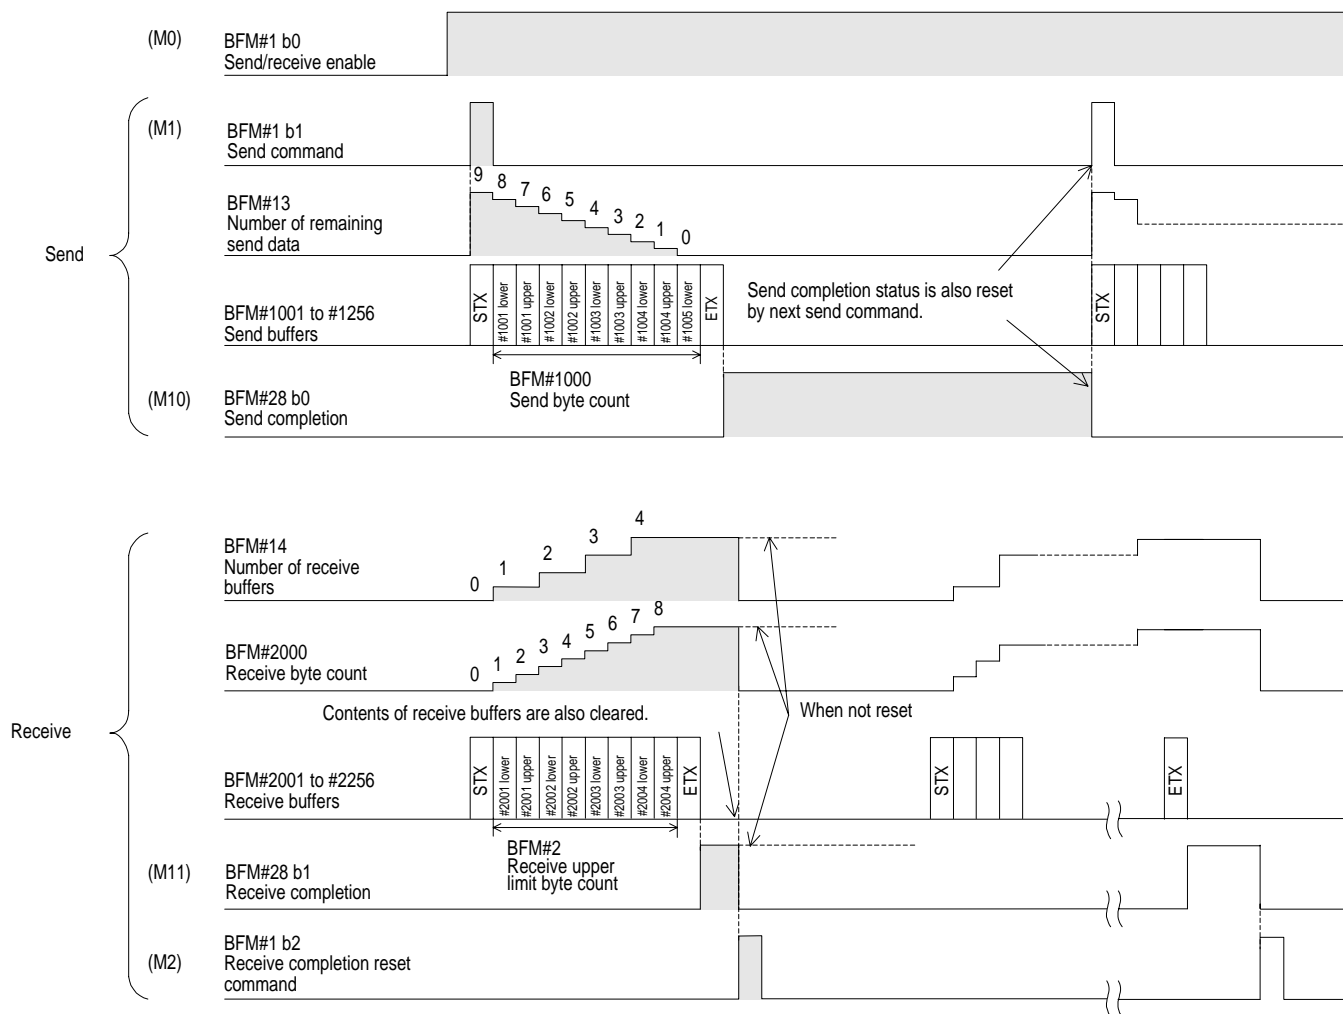 (M0)
BFM#1 b0
Send/receive enable
Send
(M1)
BFM#1 b1
Send command
BFM#13
Number of remaining
send data
9 8 7 6 5 4 3 2 1 0
BFM#1001 to #1256
Send buffers
STX
#1001 lower
#1001 upper
#1002 lower
#1002 upper
#1003 lower
#1003 upper
#1004 lower
#1004 upper
#1005 lower
ETX
Send completion status is also reset
by next send command.
STX
BFM#1000
Send byte count
(M10)
BFM#28 b0
Send completion
Receive
BFM#14
Number of receive
buffers
0 1 2 3 4
BFM#2000
Receive byte count
0 1 2 3 4 5 6 7 8
Contents of receive buffers are also cleared.
When not reset
BFM#2001 to #2256
Receive buffers
STX
#2001 lower
#2001 upper
#2002 lower
#2002 upper
#2003 lower
#2003 upper
#2004 lower
#2004 upper
ETX
STX
ETX
BFM#2
Receive upper
limit byte count
(M11)
BFM#28 b1
Receive completion
(M2)
BFM#1 b2
Receive completion reset
command